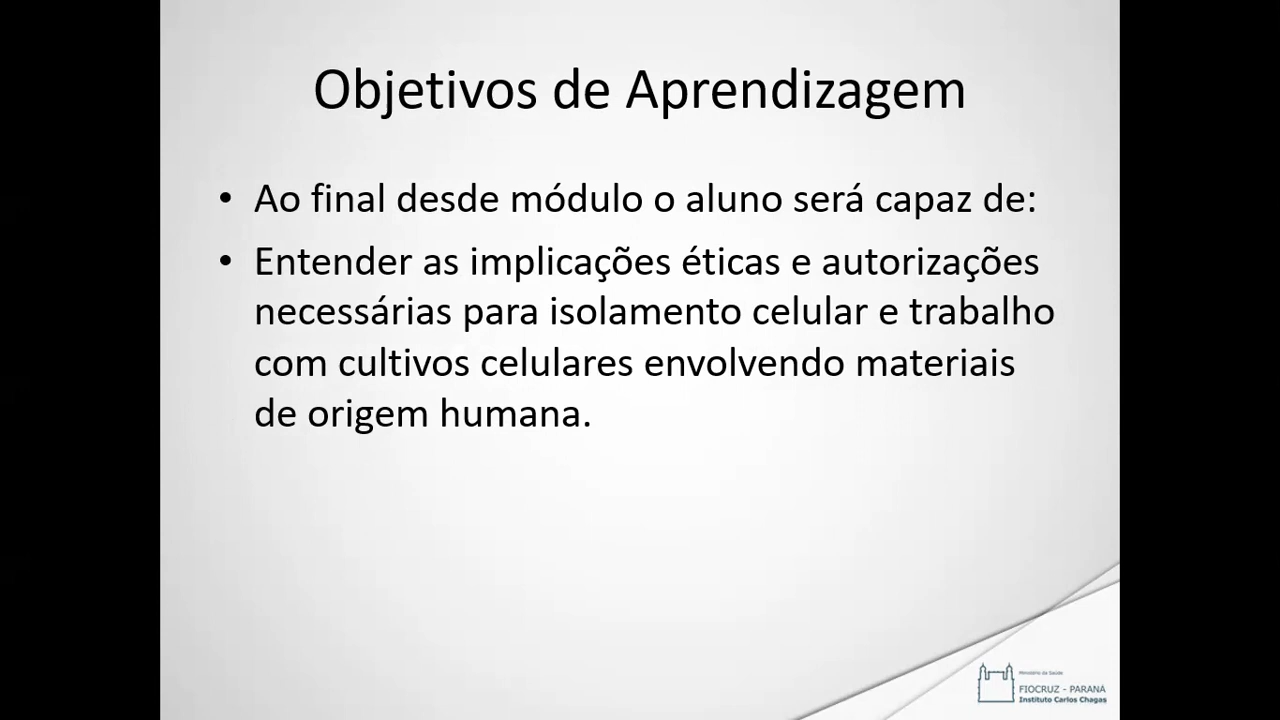 Objetivos de Aprendizagem
• Ao final desde módulo o aluno será capaz de:
• Entender as implicações éticas e autorizações
necessárias para isolamento celular e trabalho
com cultivos celulares envolvendo materiais
de origem humana.
Ministério da Saúde
FIOCRUZ - PARANÁ
Instituto Carlos Chagas